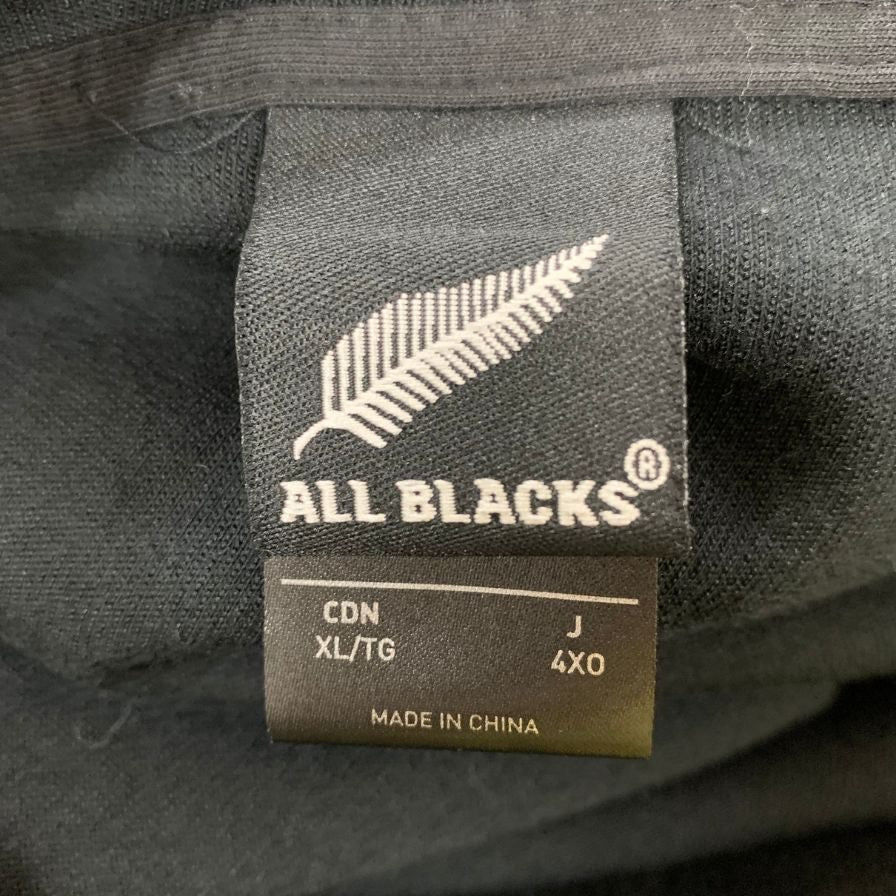 ALL BLACKS®
CDN J
XL/TG 4XO
MADE IN CHINA